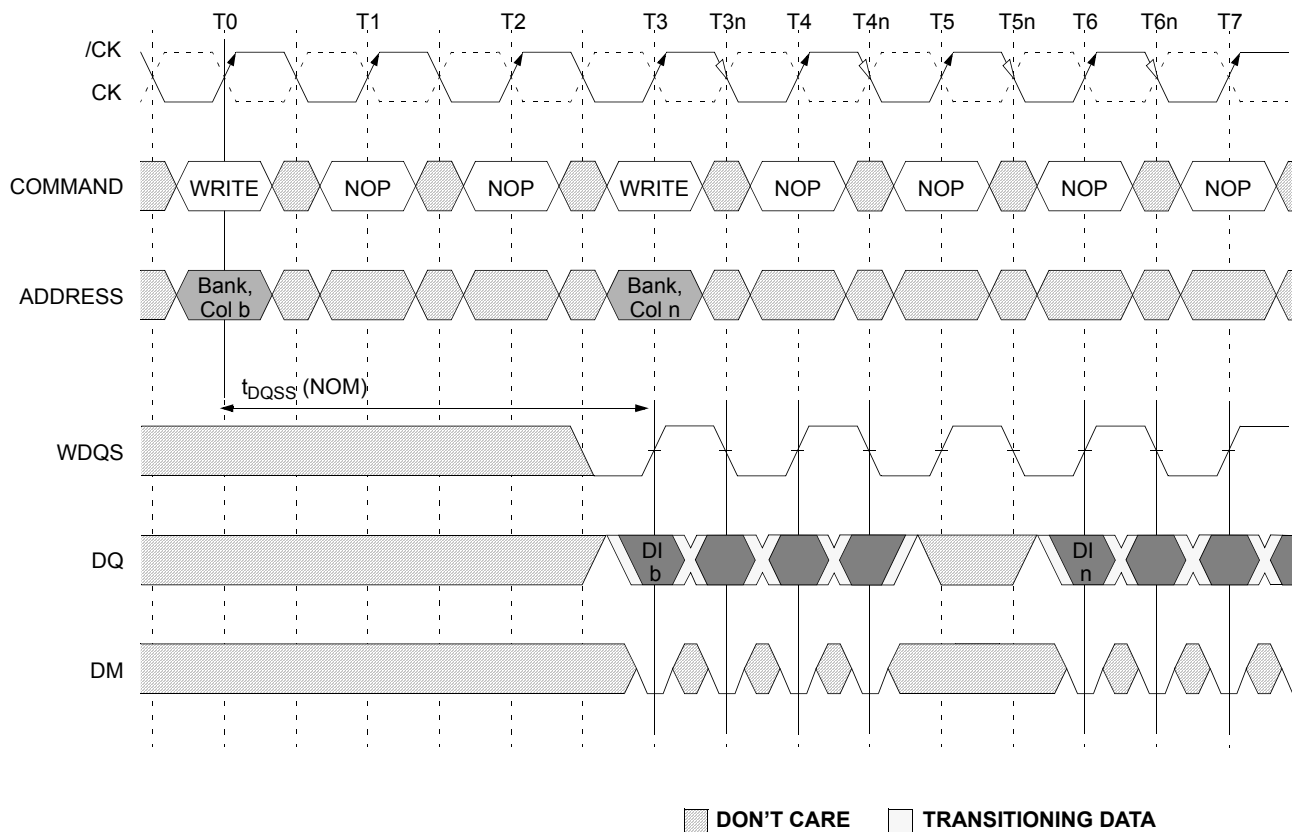 T0 T1 T2 T3 T3n T4 T4n T5 T5n T6 T6n T7
/CK
CK
COMMAND WRITE NOP NOP WRITE NOP NOP NOP NOP
ADDRESS Bank, Col b Bank, Col n
tDQSS (NOM)
WDQS
DQ DI b DI n
DM
DON'T CARE TRANSITIONING DATA